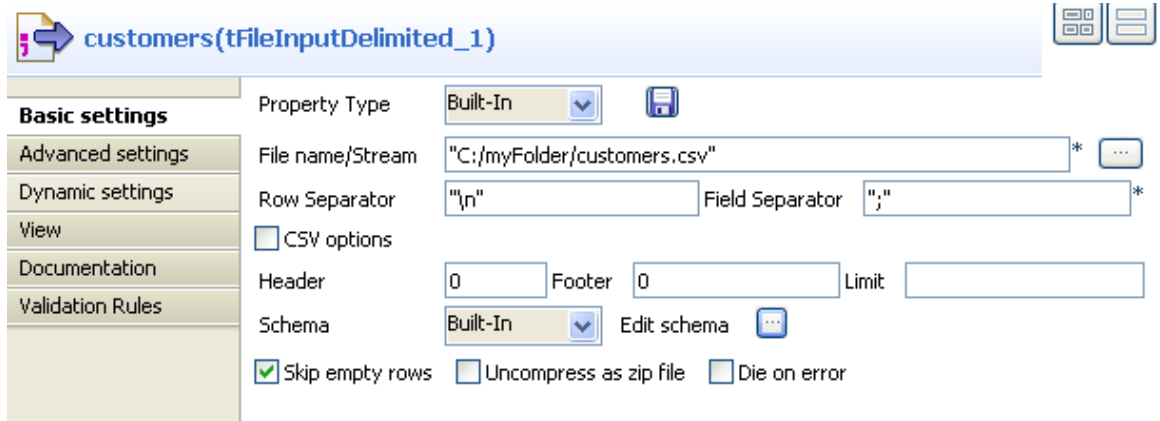 customers(tFileInputDelimited_1)
Basic settings
Advanced settings
Dynamic settings
View
Documentation
Validation Rules
Property Type Built-In
File name/Stream "C:/myFolder/customers.csv" * ...
Row Separator "\n" Field Separator ";" *
CSV options
Header 0 Footer 0 Limit
Schema Built-In Edit schema ...
Skip empty rows Uncompress as zip file Die on error